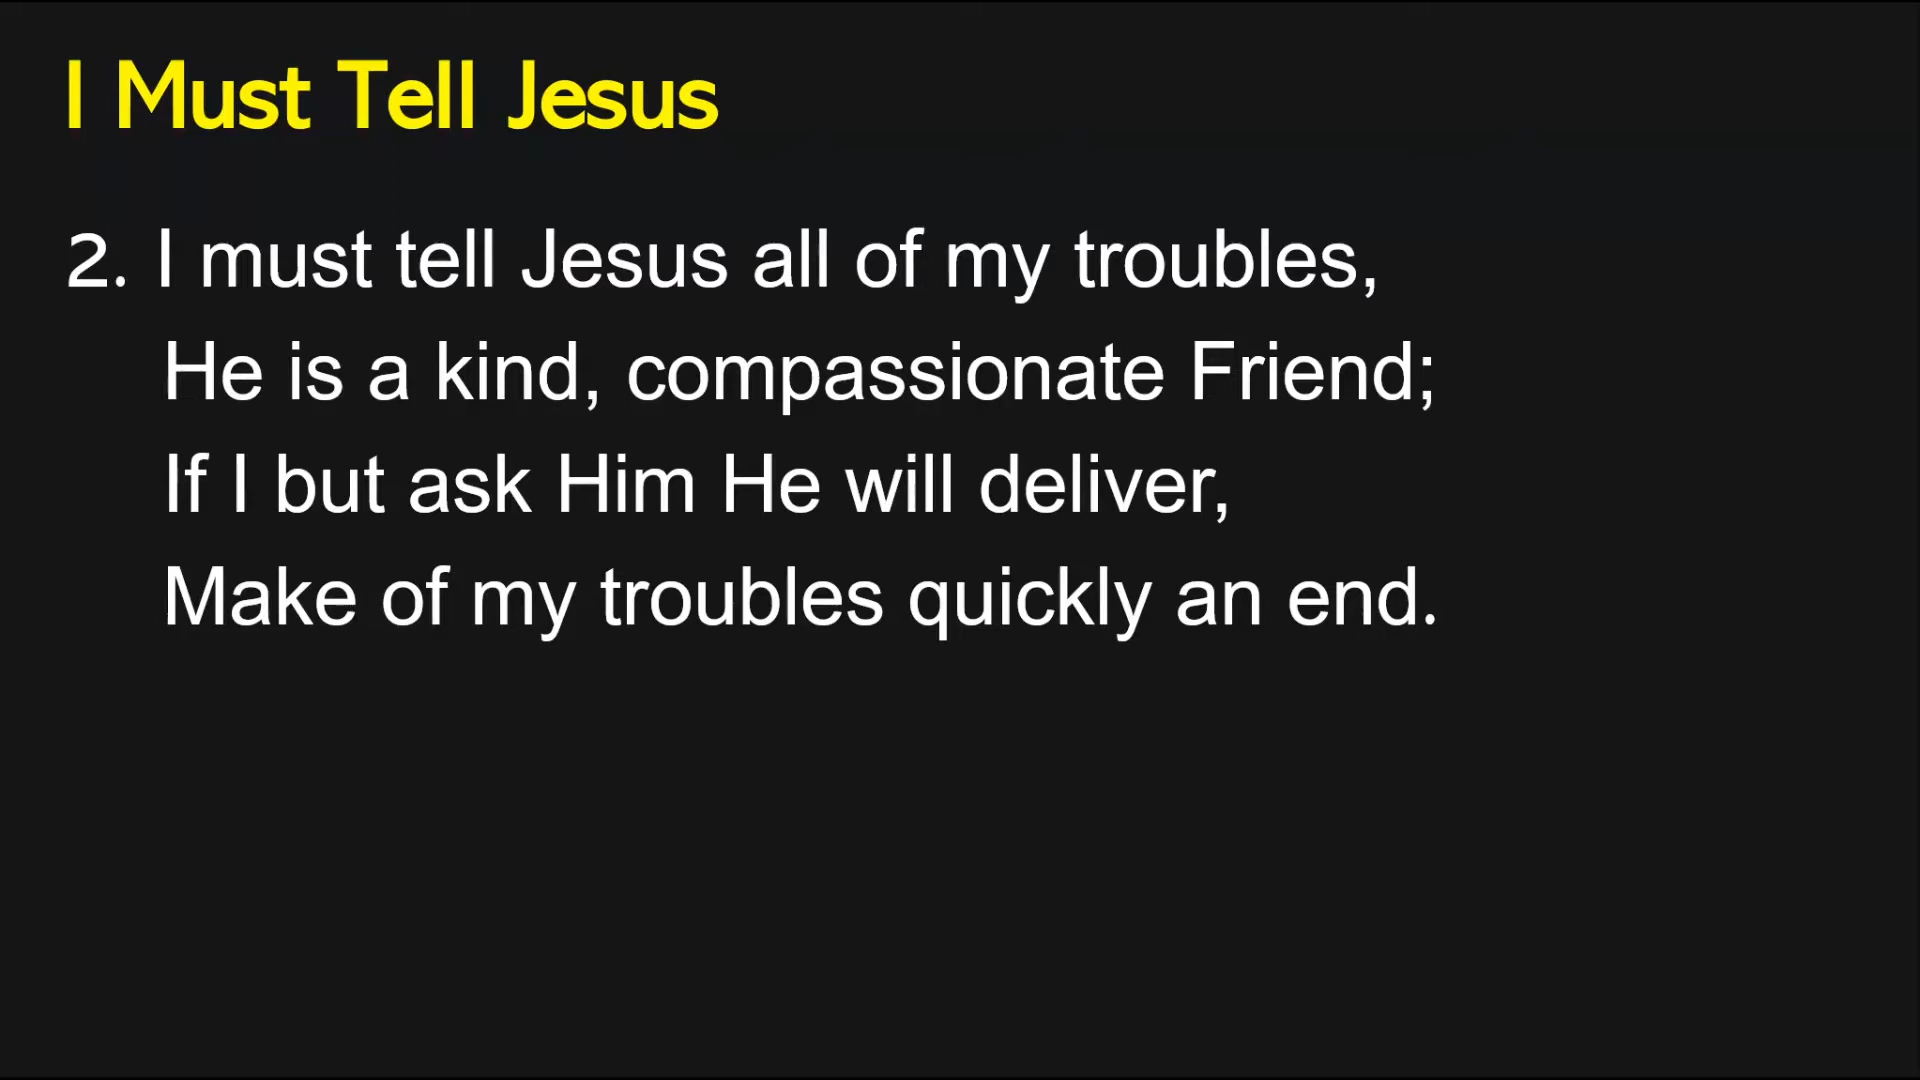 I Must Tell Jesus
2. I must tell Jesus all of my troubles,
He is a kind, compassionate Friend;
If I but ask Him He will deliver,
Make of my troubles quickly an end.